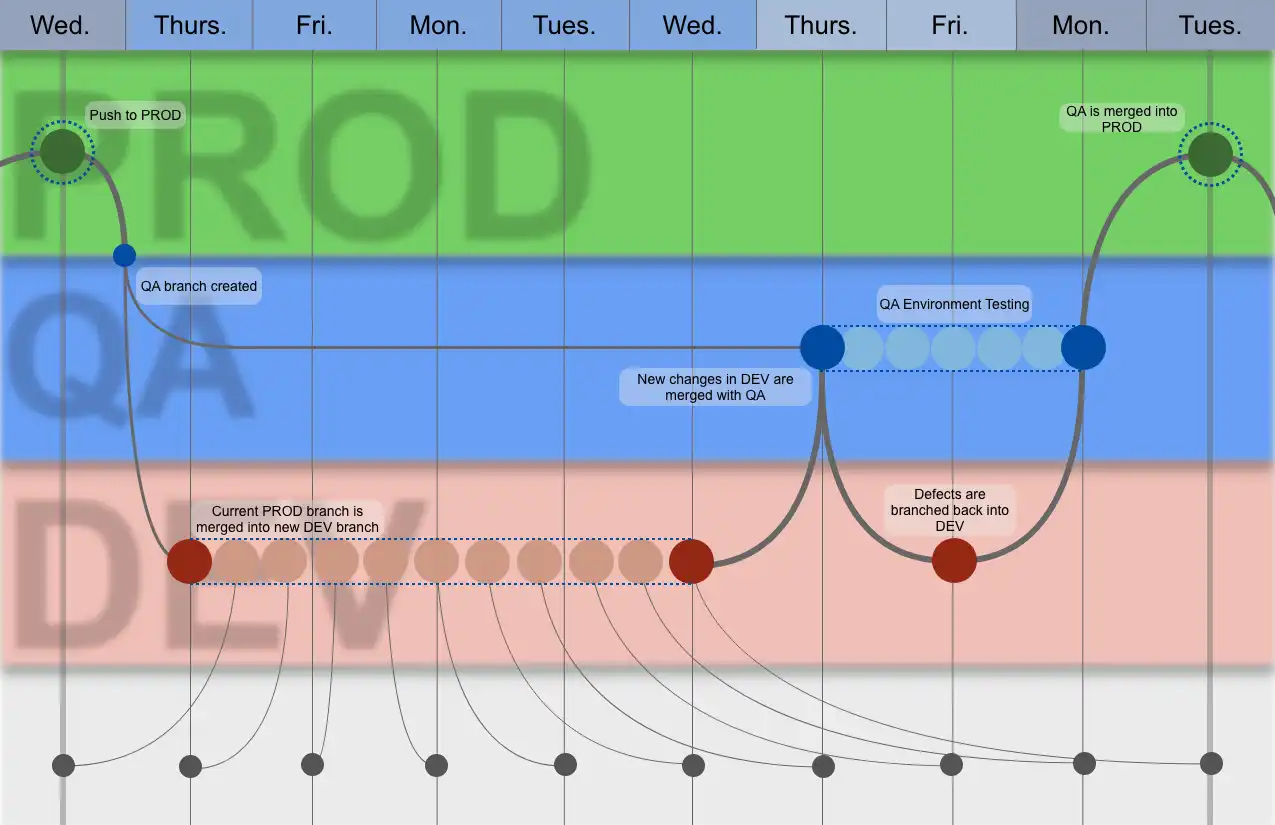 Wed. Thurs. Fri. Mon. Tues. Wed. Thurs. Fri. Mon. Tues.
PROD
Push to PROD
QA is merged into
PROD
QA
QA branch created
QA Environment Testing
New changes in DEV are
merged with QA
DEV
Current PROD branch is
merged into new DEV branch
Defects are
branched back into
DEV